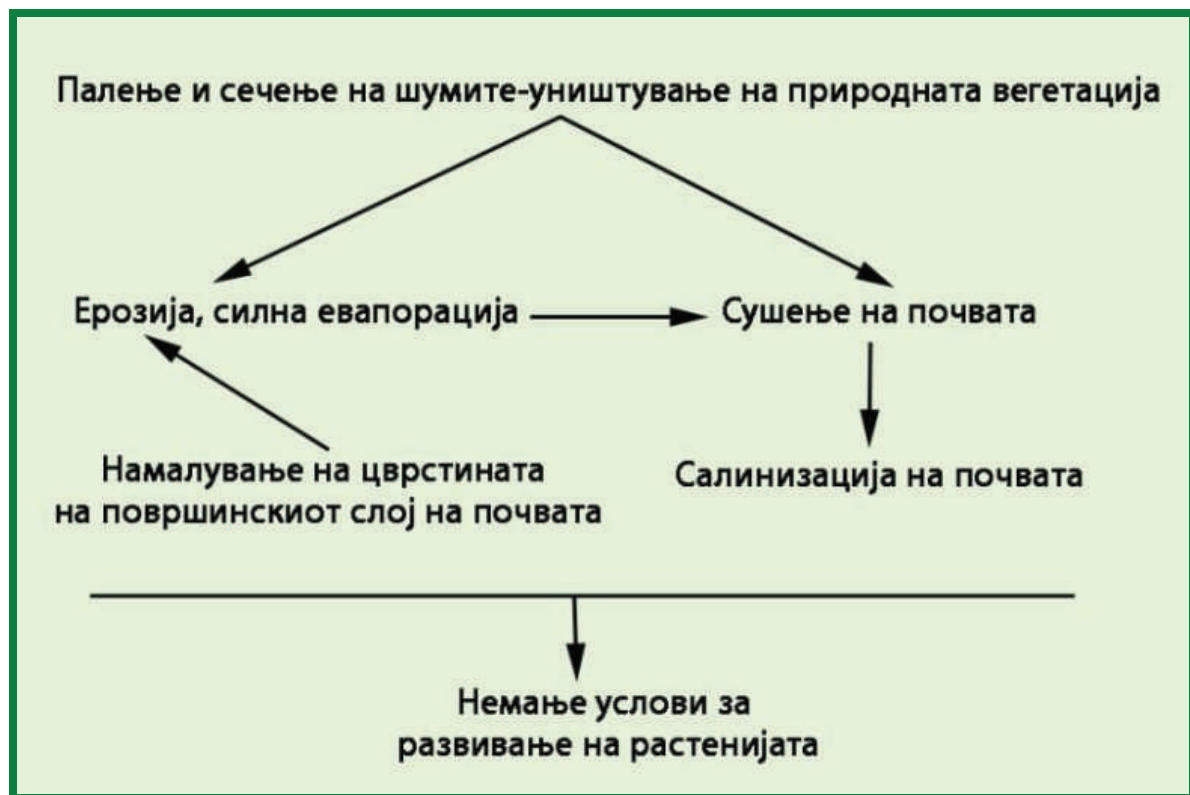 Палење и сечење на шумите-уништување на природната вегетација
Ерозија, силна евапорација
Сушење на почвата
Намалување на цврстината
на површинскиот слој на почвата
Салинизација на почвата
Немање услови за
развивање на растенијата